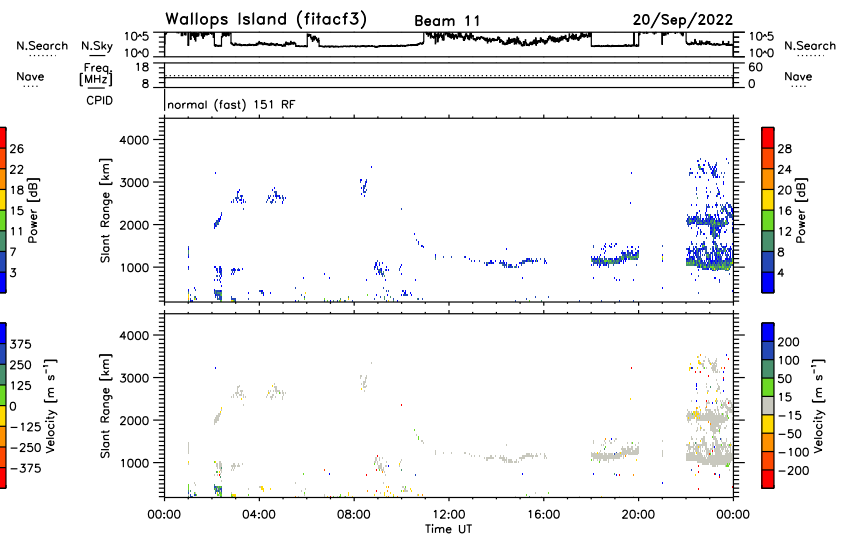 Wallops Island (fitacf3) Beam 11 20/Sep/2022
N.Search N.Sky 10^5 10^5 N.Search
10^0 10^0
Nave Freq. [MHz] 18 60 Nave
8 0
CPID normal (fast) 151 RF
Power [dB] 26 22 18 15 11 7 3
Slant Range [km] 4000 3000 2000 1000
28 24 20 16 12 8 4 Power [dB]
Velocity [m s⁻¹] 375 250 125 0 −125 −250 −375
Slant Range [km] 4000 3000 2000 1000
200 100 50 15 −15 −50 −100 −200 Velocity [m s⁻¹]
00:00 04:00 08:00 12:00 16:00 20:00 00:00
Time UT